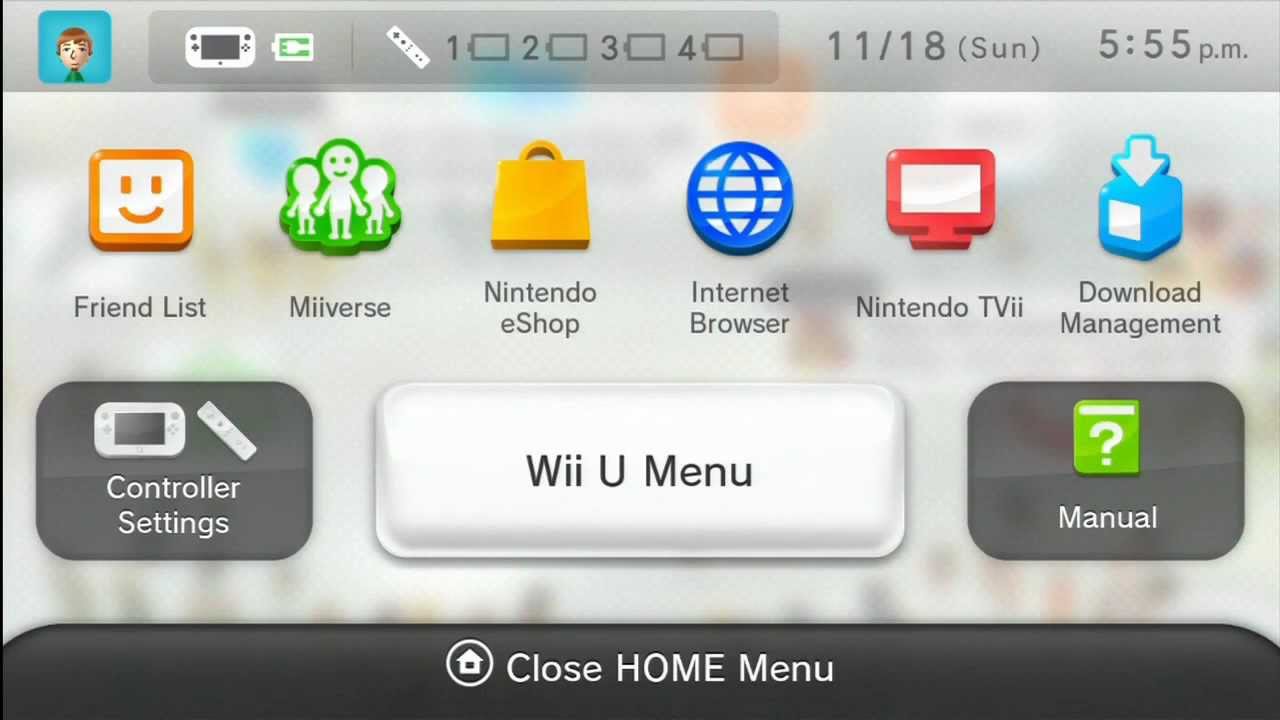 1 2 3 4 11/18 (Sun) 5:55 p.m.
Friend List
Miiverse
Nintendo
eShop
Internet
Browser
Nintendo TVii
Download
Management
Controller
Settings
Wii U Menu
?
Manual
Close HOME Menu